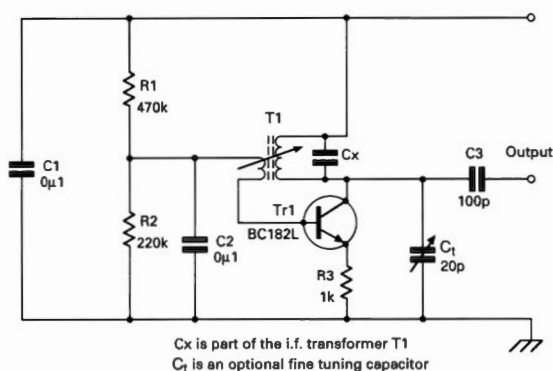 R1
470k
T1
Cx
C3
Output
100p
C1
0µ1
R2
220k
C2
0µ1
Tr1
BC182L
Ct
20p
R3
1k
Cx is part of the i.f. transformer T1
Ct is an optional fine tuning capacitor